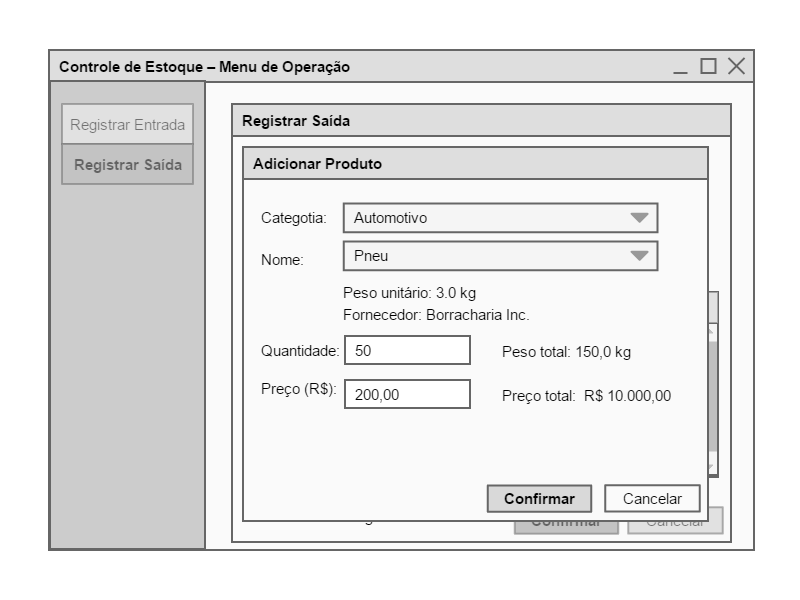 Controle de Estoque – Menu de Operação
Registrar Entrada
Registrar Saída
Registrar Saída
Adicionar Produto
Categotia: Automotivo
Nome: Pneu
Peso unitário: 3.0 kg
Fornecedor: Borracharia Inc.
Quantidade: 50 Peso total: 150,0 kg
Preço (R$): 200,00 Preço total: R$ 10.000,00
Confirmar Cancelar
Confirmar Cancelar